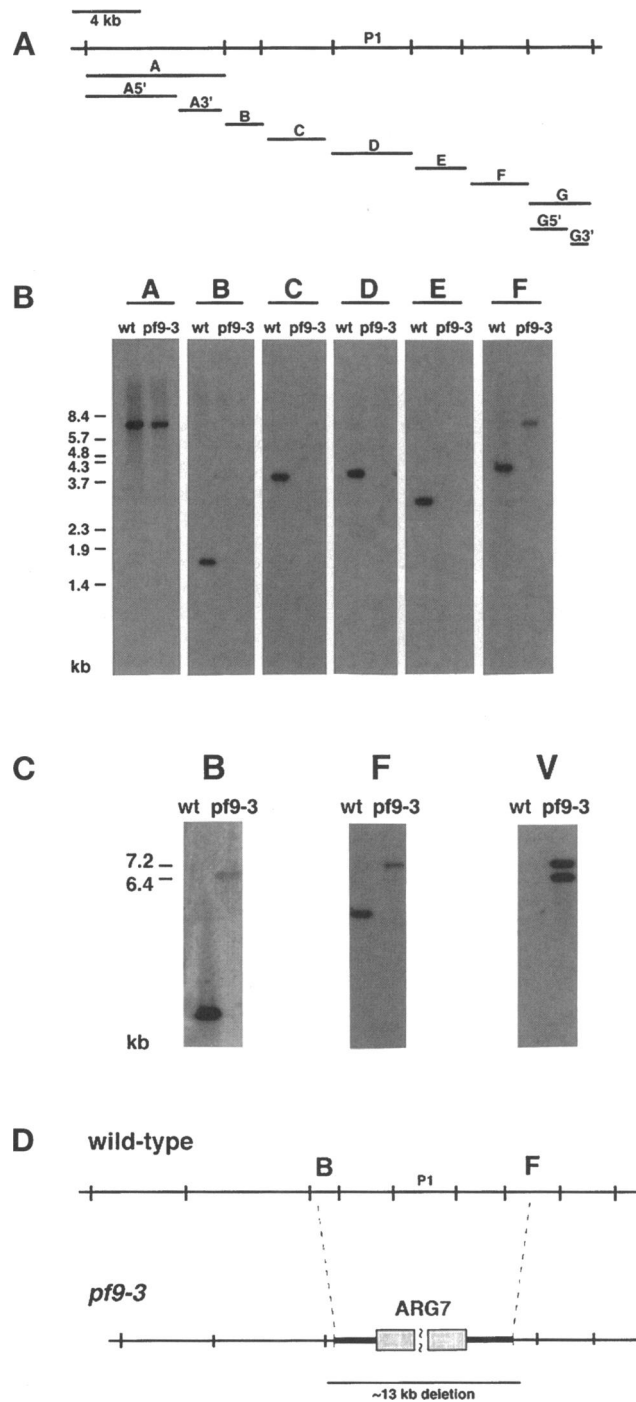 A
4 kb
P1
A
A5'
A3'
B
C
D
E
F
G
G5'
G3'
B
A B C D E F
wt pf9-3 wt pf9-3 wt pf9-3 wt pf9-3 wt pf9-3 wt pf9-3
8.4
5.7
4.8
4.3
3.7
2.3
1.9
1.4
kb
C
B F V
wt pf9-3 wt pf9-3 wt pf9-3
7.2
6.4
kb
D
wild-type
B F
P1
pf9-3
ARG7
~13 kb deletion